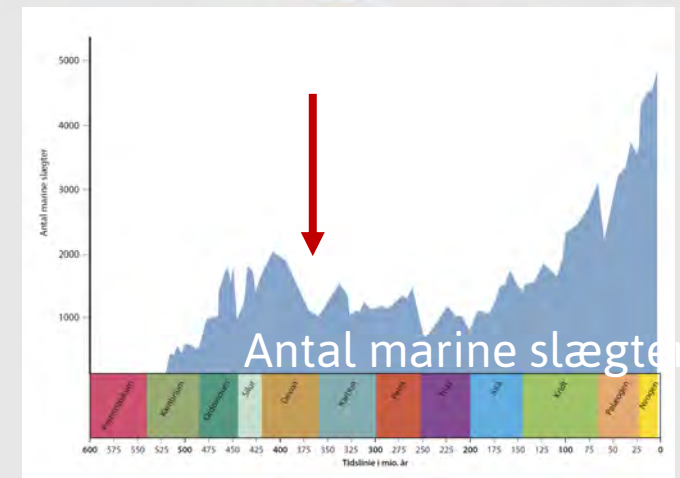 5000
4000
3000
2000
1000
Antal marine slægter
Antal marine slægter
Præcambrium Kambrium Ordovicium Silur Devon Karbon Perm Trias Jura Kridt Palæogen Neogen
600 575 550 525 500 475 450 425 400 375 350 325 300 275 250 225 200 175 150 125 100 75 50 25 0
Tidslinie i mio. år